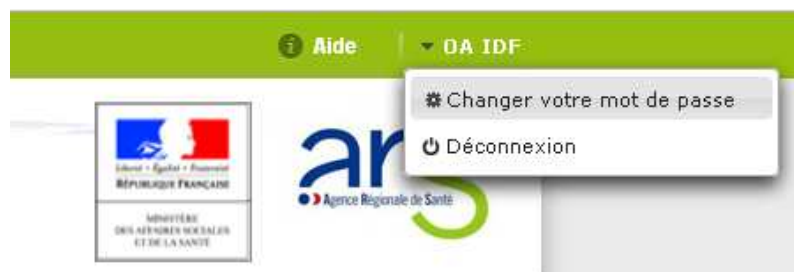 Aide
OA IDF
Changer votre mot de passe
Déconnexion
Liberté • Égalité • Fraternité
RÉPUBLIQUE FRANÇAISE
MINISTÈRE
DES AFFAIRES SOCIALES
ET DE LA SANTÉ
ars
Agence Régionale de Santé